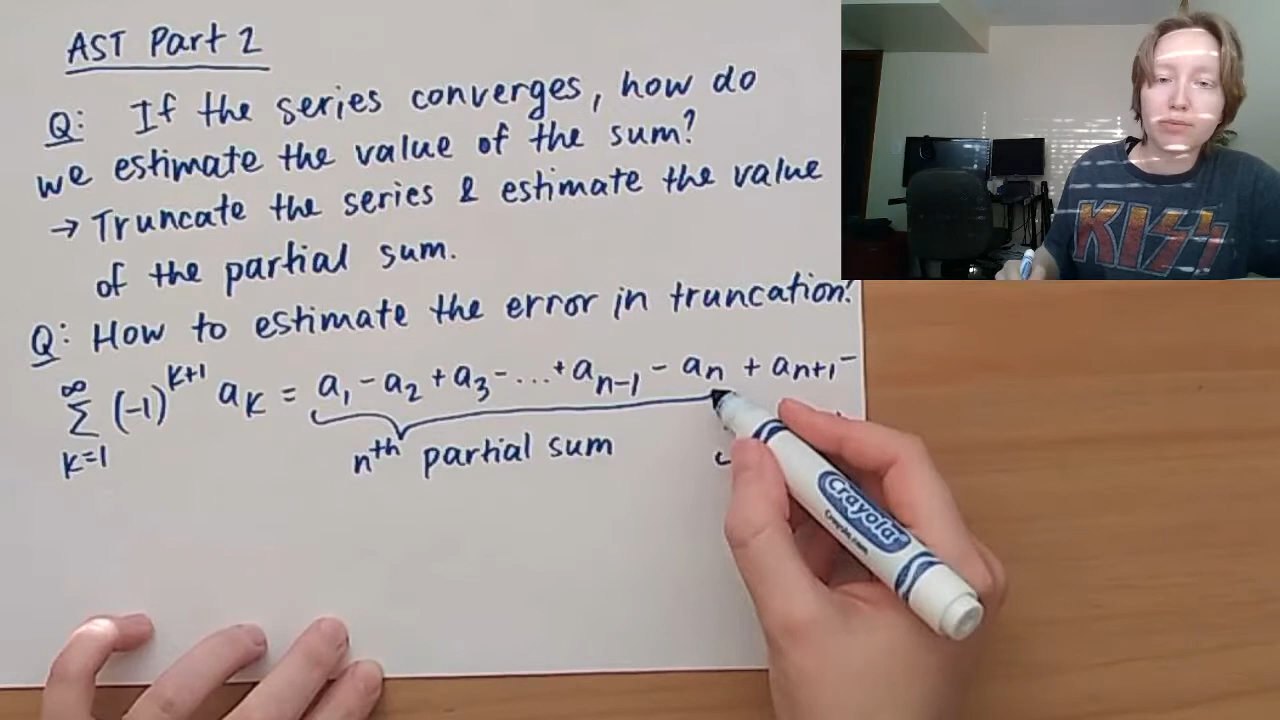 AST Part 2
Q: If the series converges, how do
we estimate the value of the sum?
→ Truncate the series & estimate the value
of the partial sum.
Q: How to estimate the error in truncation?
∞
∑ (-1)^{k+1} a_k = a_1 - a_2 + a_3 - ... + a_{n-1} - a_n + a_{n+1} -
k=1
n^{th} partial sum
KISS
Crayola
Crayola.com